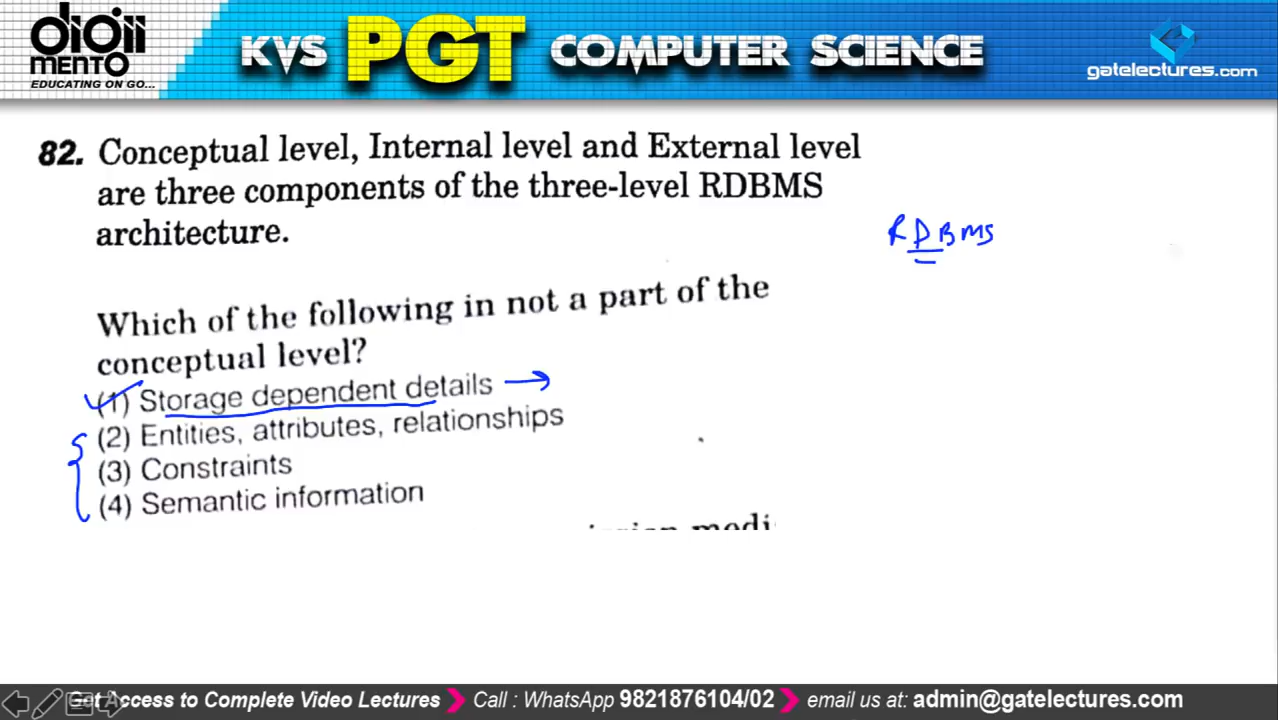 diGii
MENTO
EDUCATING ON GO...
KVS PGT COMPUTER SCIENCE
gatelectures.com
82. Conceptual level, Internal level and External level
are three components of the three-level RDBMS
architecture.
RDBMS
Which of the following in not a part of the
conceptual level?
(1) Storage dependent details
(2) Entities, attributes, relationships
(3) Constraints
(4) Semantic information
Get Access to Complete Video Lectures Call : WhatsApp 9821876104/02 email us at: admin@gatelectures.com